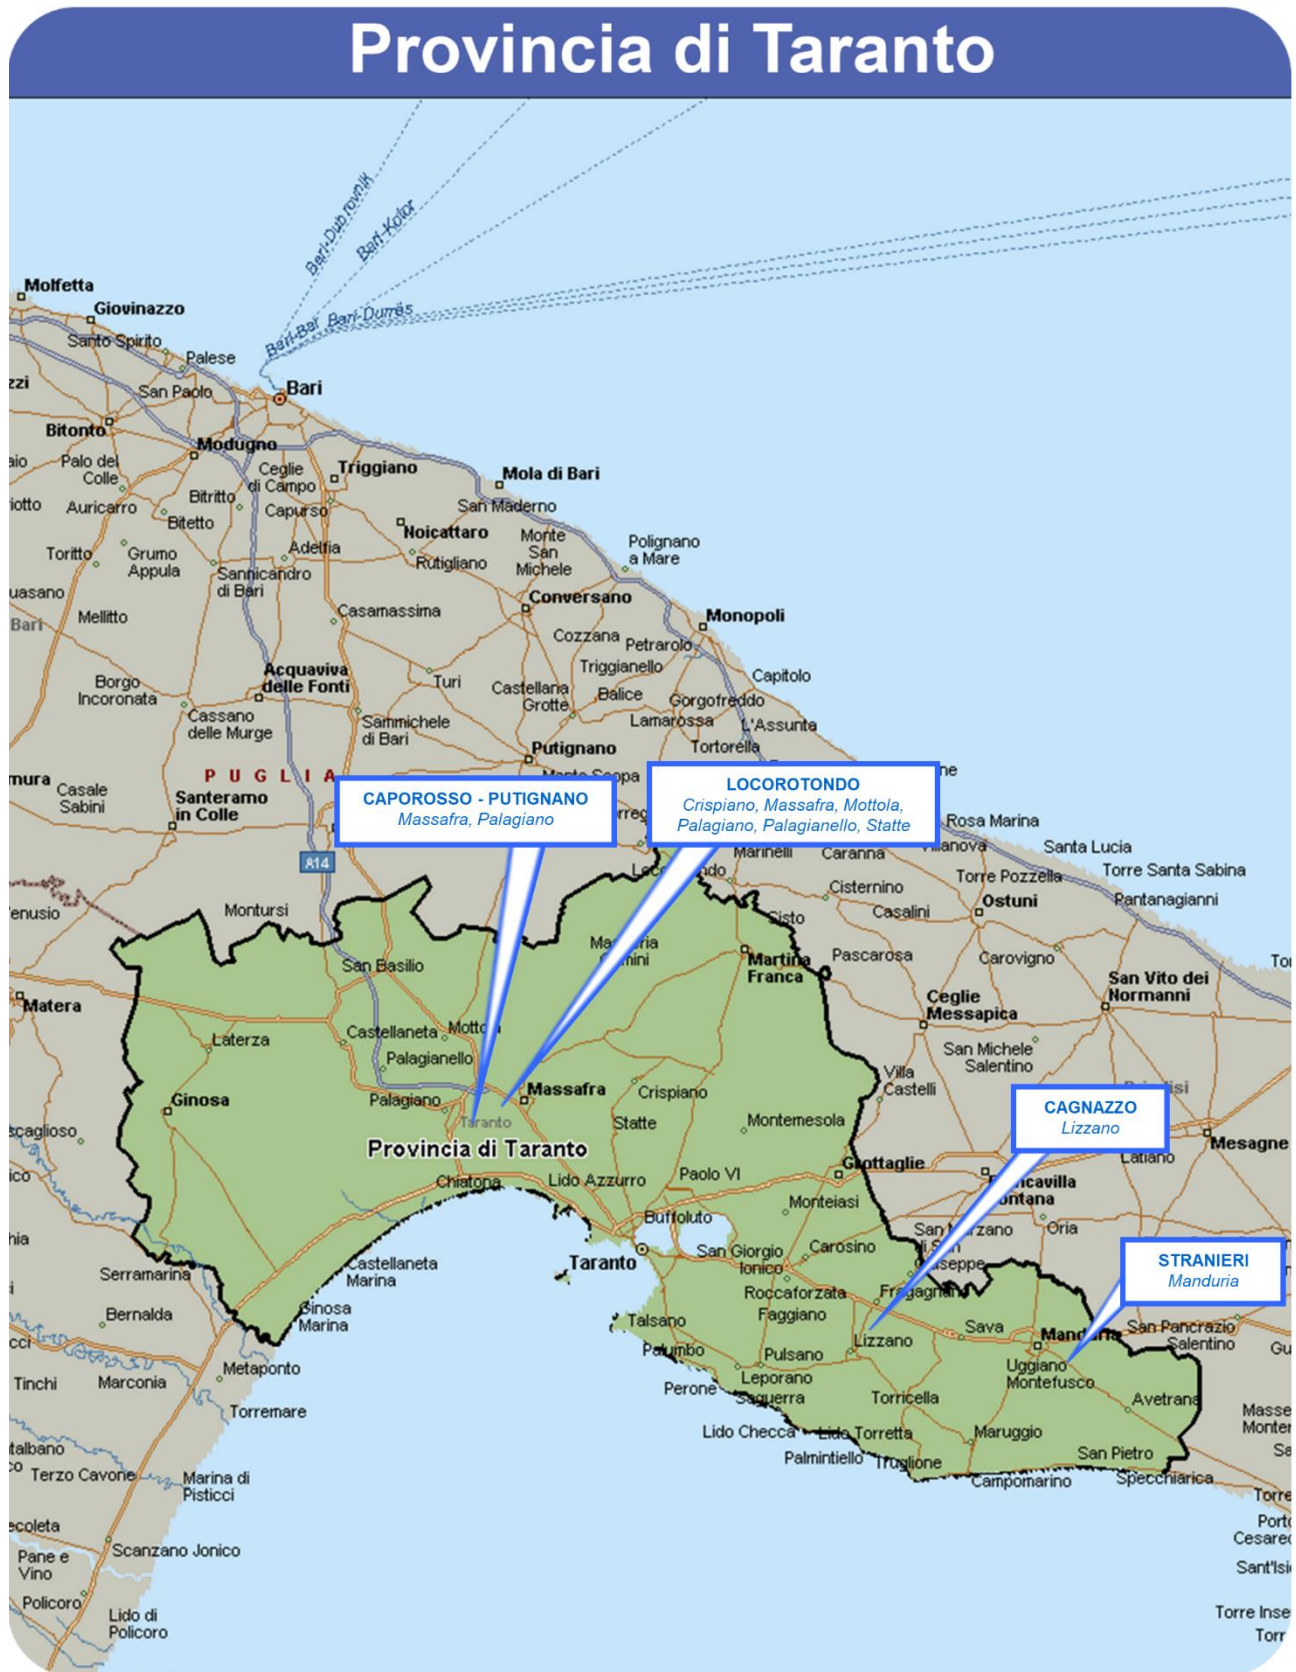 Provincia di Taranto
Bari-Dubrovnik
Bari-Kotor
Bari-Bar
Bari-Durrës
Molfetta
Giovinazzo
Santo Spirito
Palese
San Paolo
Bari
Bitonto
Modugno
Palo del
Colle
Ceglie
di Campo
Triggiano
Mola di Bari
Auricarro
Bitritto
Bitetto
Capurso
San Maderno
Noicattaro
Monte
San
Michele
Polignano
a Mare
Toritto
Grumo
Appula
Adelfia
Rutigliano
Sannicandro
di Bari
Bari
Mellitto
Casamassima
Conversano
Monopoli
Cozzana
Petrarolo
Triggianello
Capitolo
Borgo
Incoronata
Acquaviva
delle Fonti
Turi
Castellana
Grotte
Balice
Gorgofreddo
Lamarossa
L'Assunta
Cassano
delle Murge
Sammichele
di Bari
Tortorella
Putignano
PUGLIA
Casale
Sabini
Santeramo
in Colle
CAPOROSSO - PUTIGNANO
Massafra, Palagiano
LOCOROTONDO
Crispiano, Massafra, Mottola,
Palagiano, Palagianello, Statte
A14
Rosa Marina
Santa Lucia
Marinelli
Caranna
Torre Pozzella
Torre Santa Sabina
Cisternino
Casalini
Ostuni
Pantanagianni
Montursi
San Basilio
Martina
Franca
Pascarosa
Carovigno
San Vito dei
Normanni
Matera
Ceglie
Messapica
Laterza
Castellaneta
Mottola
Palagianello
San Michele
Salentino
Villa
Castelli
Ginosa
Palagiano
Massafra
Crispiano
Taranto
Statte
Montemesola
CAGNAZZO
Lizzano
Mesagne
Latiano
Provincia di Taranto
Grottaglie
Chiatona
Lido Azzurro
Paolo VI
Monteiasi
Buffoluto
Oria
Taranto
San Giorgio
Ionico
Carosino
STRANIERI
Manduria
Serramarina
Castellaneta
Marina
Roccaforzata
Faggiano
Bernalda
Ginosa
Marina
Talsano
Palumbo
Lizzano
Sava
Manduria
San Pancrazio
Salentino
Metaponto
Pulsano
Leporano
Uggiano
Montefusco
Tinchi
Marconia
Perone
Saguerra
Torricella
Avetrana
Torremare
Lido Checca
Lido Torretta
Maruggio
Palmintiello
Truglione
San Pietro
Terzo Cavone
Marina di
Pisticci
Campomarino
Specchiarica
Scanzano Jonico
Pane e
Vino
Policoro
Lido di
Policoro